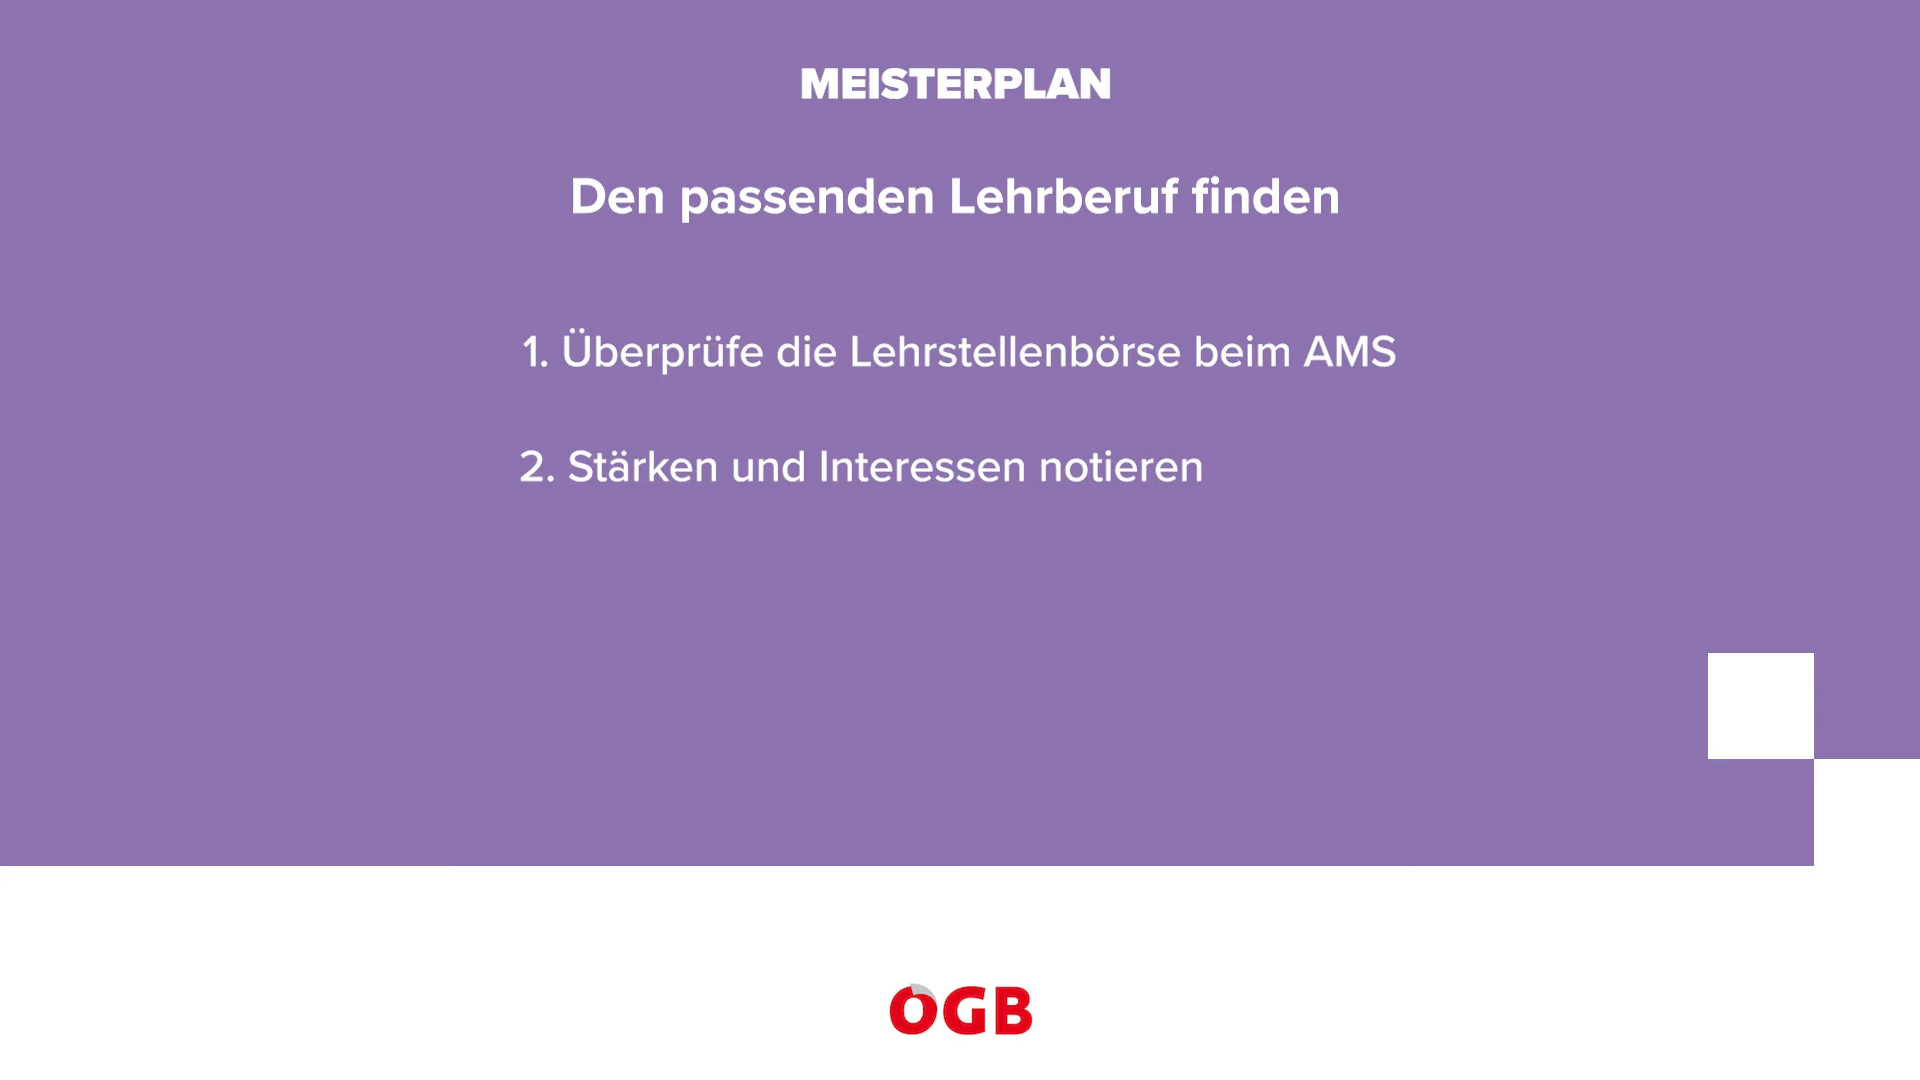 MEISTERPLAN
Den passenden Lehrberuf finden
1. Überprüfe die Lehrstellenbörse beim AMS
2. Stärken und Interessen notieren
ÖGB